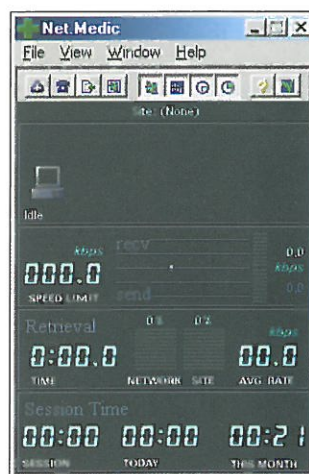 Net.Medic
File View Window Help
Site: (None)
Idle
kbps
recv
0.0
000.0
kbps
SPEED LIMIT
send
0.0
Retrieval
0% 0%
kbps
0:00.0
00.0
TIME NETWORK SITE AVG. RATE
Session Time
00:00 00:00 00:21
SESSION TODAY THIS MONTH